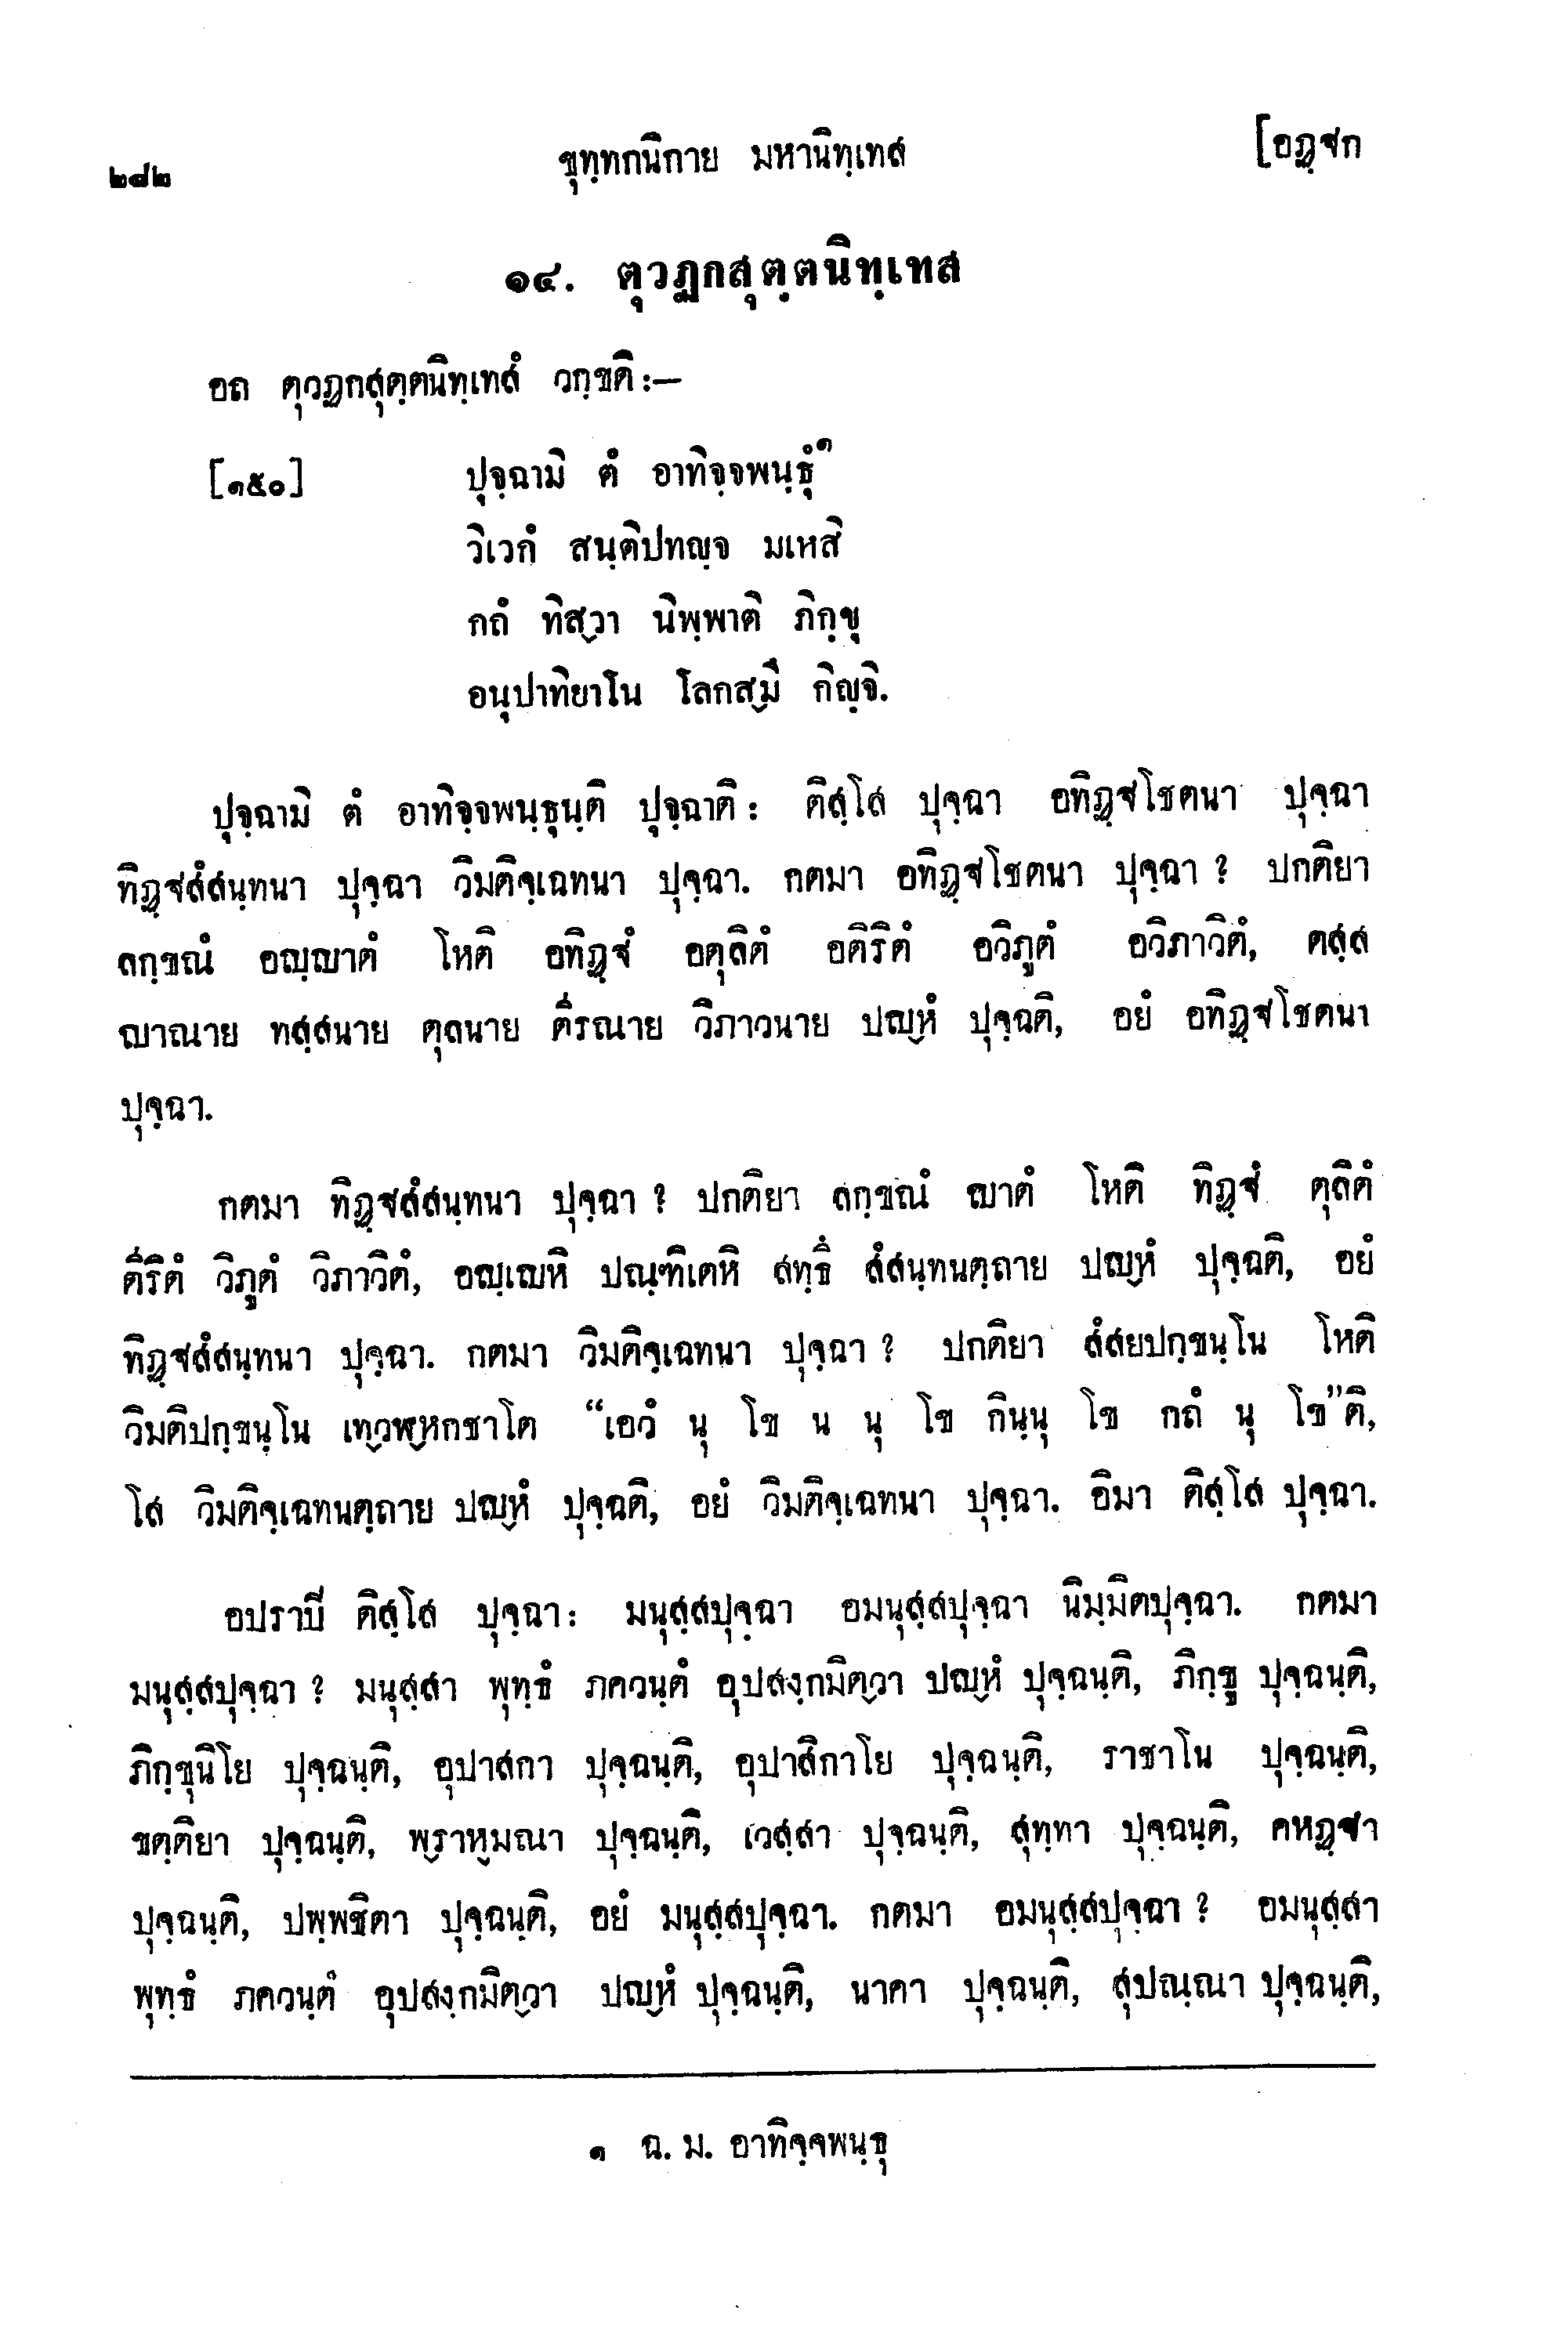 ๒๘๒ ขุทฺทกนิกาย มหานิทฺเทส [อฏฺฐก
๑๔. ตุวฏกสุตฺตนิทฺเทส
อถ ตุวฏกสุตฺตนิทฺเทสํ วกฺขติ :—
[๑๕๐] ปุจฺฉามิ ตํ อาทิจฺจพนฺธุํ๑
วิเวกํ สนฺติปทญฺจ มเหสิ
กถํ ทิสฺวา นิพฺพาติ ภิกฺขุ
อนุปาทิยาโน โลกสฺมึ กิญฺจิ.
ปุจฺฉามิ ตํ อาทิจฺจพนฺธุนฺติ ปุจฺฉาติ : ติสฺโส ปุจฺฉา อทิฏฺฐโชตนา ปุจฺฉา
ทิฏฺฐสํสนฺทนา ปุจฺฉา วิมติจฺเฉทนา ปุจฺฉา. กตมา อทิฏฺฐโชตนา ปุจฺฉา ? ปกติยา
ลกฺขณํ อญฺญาตํ โหติ อทิฏฺฐํ อตุลิตํ อติริตํ อวิภูตํ อวิภาวิตํ, ตสฺส
ญาณาย ทสฺสนาย ตุลนาย ตีรณาย วิภาวนาย ปญฺหํ ปุจฺฉติ, อยํ อทิฏฺฐโชตนา
ปุจฺฉา.
กตมา ทิฏฺฐสํสนฺทนา ปุจฺฉา ? ปกติยา ลกฺขณํ ญาตํ โหติ ทิฏฺฐํ ตุลิตํ
ตีริตํ วิภูตํ วิภาวิตํ, อญฺเญหิ ปณฺฑิเตหิ สทฺธึ สํสนฺทนตฺถาย ปญฺหํ ปุจฺฉติ, อยํ
ทิฏฺฐสํสนฺทนา ปุจฺฉา. กตมา วิมติจฺเฉทนา ปุจฺฉา ? ปกติยา สํสยปกฺขนฺโน โหติ
วิมติปกฺขนฺโน เทฺวฬฺหกชาโต “เอวํ นุ โข น นุ โข กินฺนุ โข กถํ นุ โข”ติ,
โส วิมติจฺเฉทนตฺถาย ปญฺหํ ปุจฺฉติ, อยํ วิมติจฺเฉทนา ปุจฺฉา. อิมา ติสฺโส ปุจฺฉา.
อปราปิ ติสฺโส ปุจฺฉา : มนุสฺสปุจฺฉา อมนุสฺสปุจฺฉา นิมฺมิตปุจฺฉา. กตมา
มนุสฺสปุจฺฉา ? มนุสฺสา พุทฺธํ ภควนฺตํ อุปสงฺกมิตฺวา ปญฺหํ ปุจฺฉนฺติ, ภิกฺขู ปุจฺฉนฺติ,
ภิกฺขุนิโย ปุจฺฉนฺติ, อุปาสกา ปุจฺฉนฺติ, อุปาสิกาโย ปุจฺฉนฺติ, ราชาโน ปุจฺฉนฺติ,
ขตฺติยา ปุจฺฉนฺติ, พฺราหฺมณา ปุจฺฉนฺติ, เวสฺสา ปุจฺฉนฺติ, สุทฺทา ปุจฺฉนฺติ, คหฏฺฐา
ปุจฺฉนฺติ, ปพฺพชิตา ปุจฺฉนฺติ, อยํ มนุสฺสปุจฺฉา. กตมา อมนุสฺสปุจฺฉา ? อมนุสฺสา
พุทฺธํ ภควนฺตํ อุปสงฺกมิตฺวา ปญฺหํ ปุจฺฉนฺติ, นาคา ปุจฺฉนฺติ, สุปณฺณา ปุจฺฉนฺติ,
๑ ฉ. ม. อาทิจฺจพนฺธุ